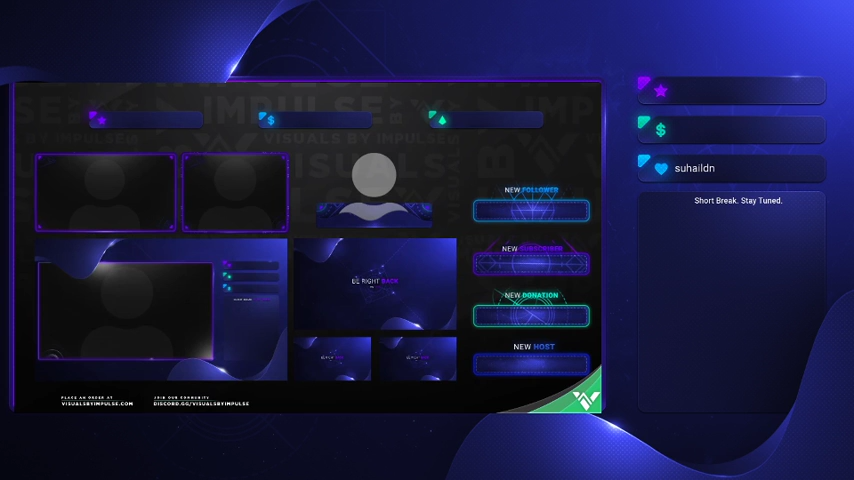 VISUALS BY IMPULSE
NEW FOLLOWER
NEW SUBSCRIBER
BE RIGHT BACK
NEW DONATION
NEW HOST
PLACE AN ORDER AT
VISUALSBYIMPULSE.COM
JOIN OUR COMMUNITY
DISCORD.GG/VISUALSBYIMPULSE
$
suhaildn
Short Break. Stay Tuned.